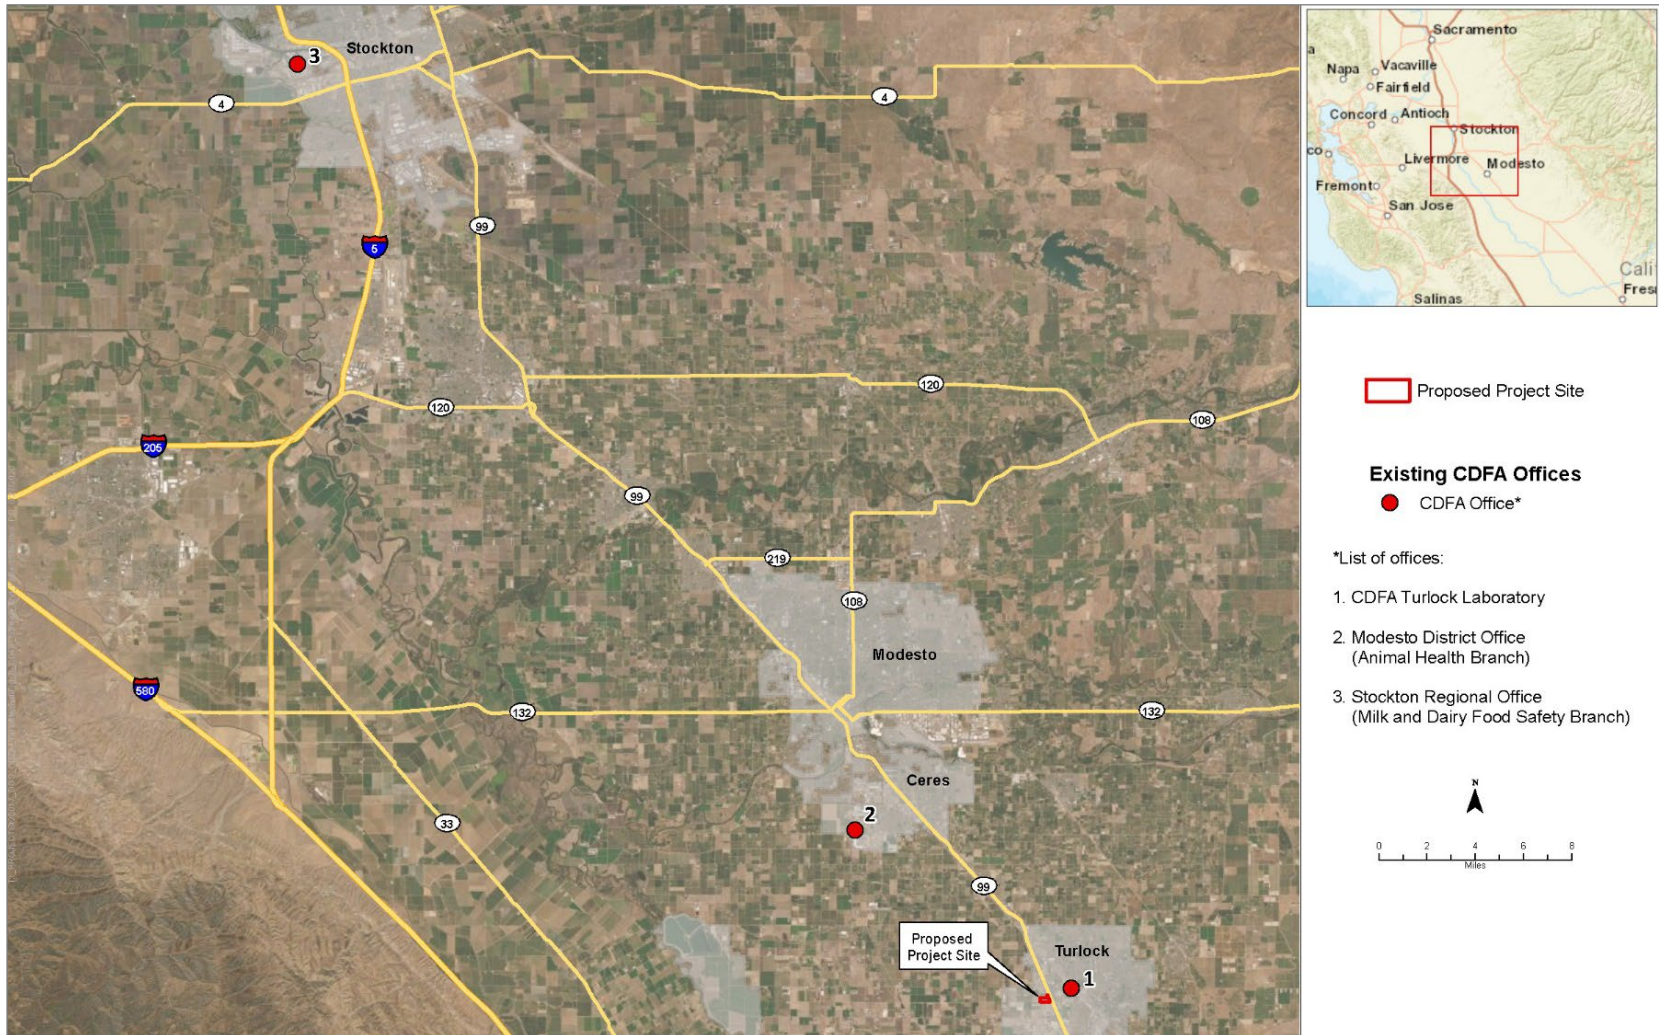 Stockton
3
4
4
99
5
120
120
108
205
99
219
108
Modesto
580
132
132
Ceres
2
33
99
Proposed
Project Site
Turlock
1
Sacramento
Napa
Vacaville
Fairfield
Concord
Antioch
Stockton
co
Livermore
Modesto
Fremont
San Jose
Cali
Salinas
Fres
a
Proposed Project Site
Existing CDFA Offices
CDFA Office*
*List of offices:
1. CDFA Turlock Laboratory
2. Modesto District Office
(Animal Health Branch)
3. Stockton Regional Office
(Milk and Dairy Food Safety Branch)
N
0 2 4 6 8
Miles